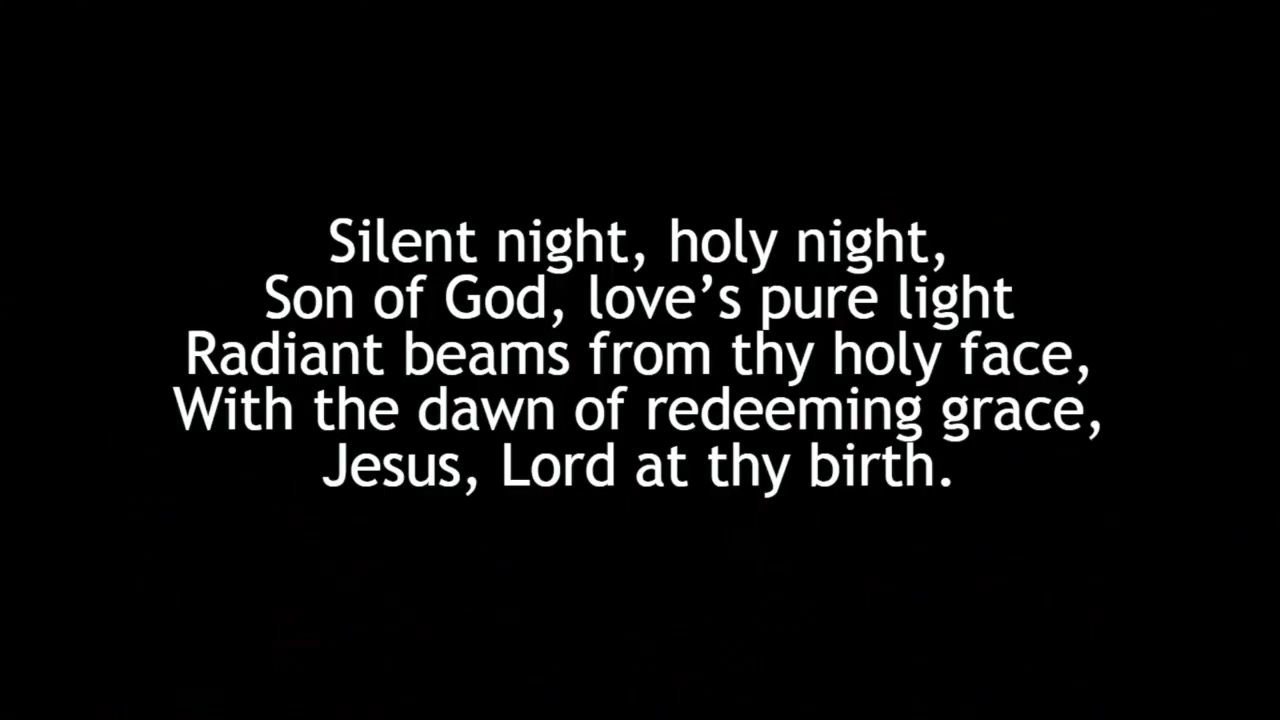 Silent night, holy night,
Son of God, love’s pure light
Radiant beams from thy holy face,
With the dawn of redeeming grace,
Jesus, Lord at thy birth.